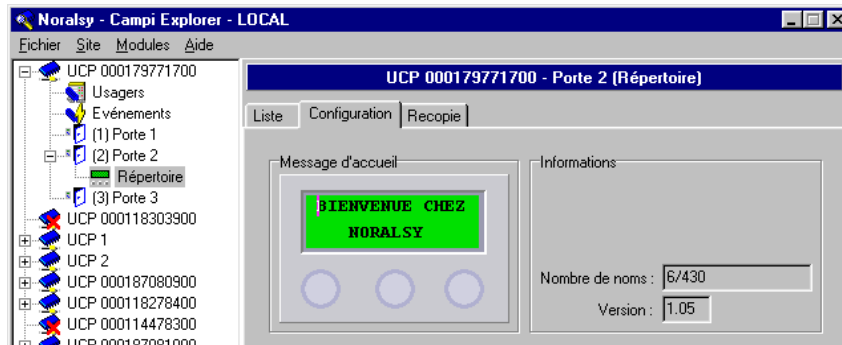 Noralsy - Campi Explorer - LOCAL
Fichier Site Modules Aide
UCP 000179771700
Usagers
Evénements
(1) Porte 1
(2) Porte 2
Répertoire
(3) Porte 3
UCP 000118303900
UCP 1
UCP 2
UCP 000187080900
UCP 000118278400
UCP 000114478300
UCP 000187081000
UCP 000179771700 - Porte 2 (Répertoire)
Liste Configuration Recopie
Message d'accueil
BIENVENUE CHEZ
NORALSY
Informations
Nombre de noms : 6/430
Version : 1.05